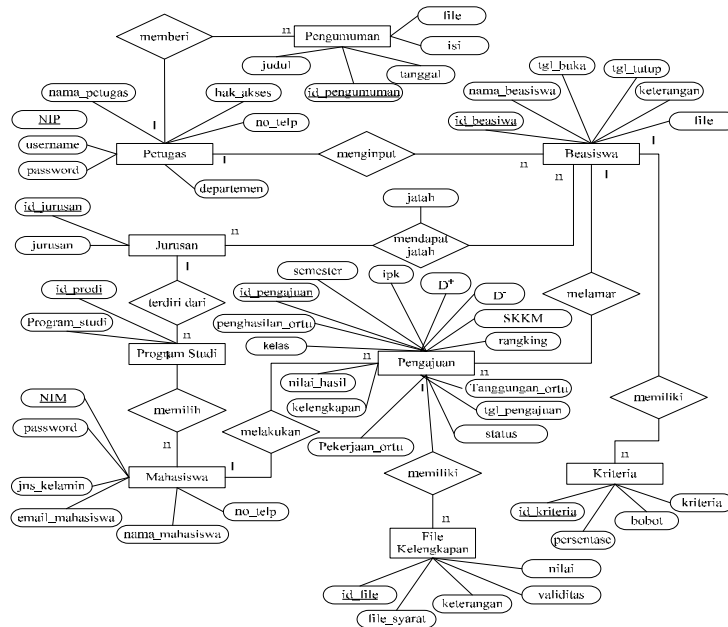 file
Pengumuman
memberi
n
isi
judul
tanggal
id_pengumuman
tgl_buka
tgl_tutup
nama_petugas
hak_akses
nama_beasiswa
keterangan
NIP
no_telp
id_beasiwa
file
1
1
username
Petugas
1
menginput
n
Beasiswa
1
password
n
n
1
departemen
id_jurusan
jatah
n
jurusan
Jurusan
mendapat
jatah
1
semester
ipk
D+
D-
id_prodi
terdiri dari
id_pengajuan
melamar
penghasilan_ortu
SKKM
Program_studi
n
kelas
rangking
Program Studi
1
n
Pengajuan
n
nilai_hasil
1
Tanggungan_ortu
NIM
memilih
kelengkapan
tgl_pengajuan
memiliki
password
melakukan
status
n
Pekerjaan_ortu
n
jns_kelamin
Mahasiswa
1
memiliki
Kriteria
no_telp
id_kriteria
kriteria
email_mahasiswa
n
bobot
nama_mahasiswa
File
Kelengkapan
persentase
nilai
id_file
validitas
keterangan
file_syarat